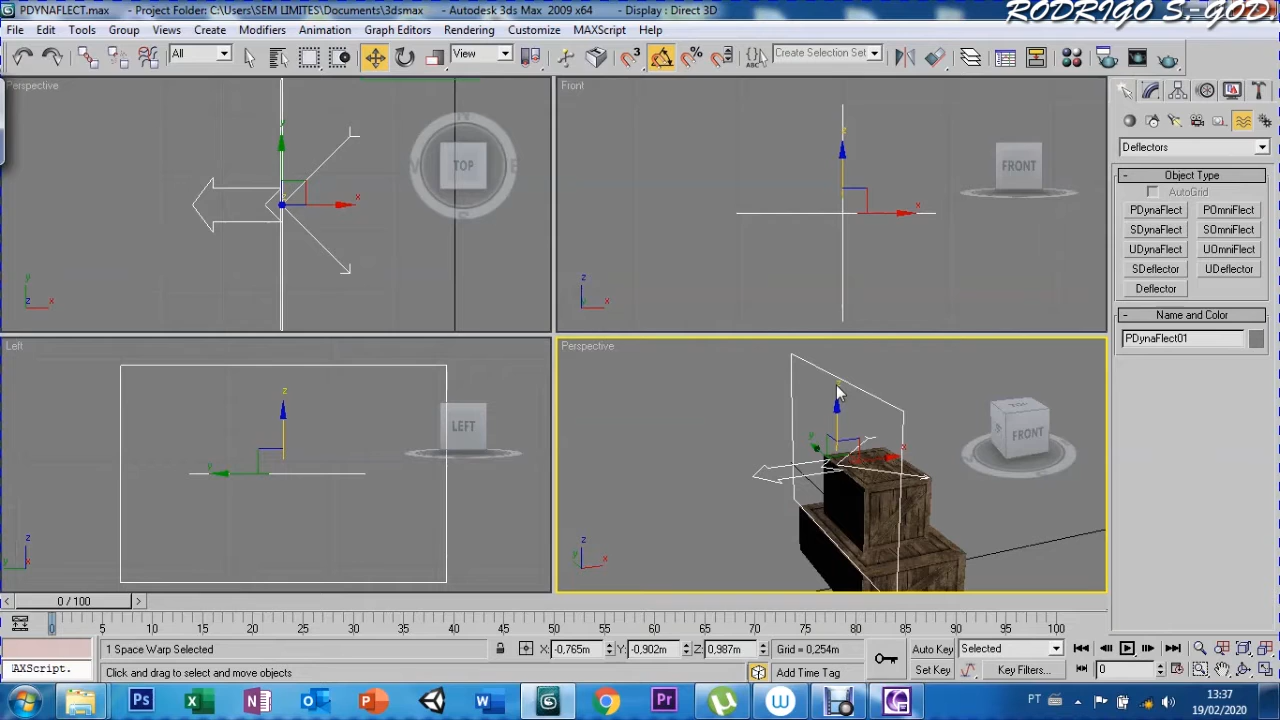 PDYNAFLECT.max - Project Folder: C:\Users\SEM LIMITES\Documents\3dsmax - Autodesk 3ds Max 2009 x64 - Display : Direct 3D
RODRIGO S.-GOD
File Edit Tools Group Views Create Modifiers Animation Graph Editors Rendering Customize MAXScript Help
All View 3 % ABC Create Selection Set
Perspective
TOP
N
S
y
x
y
z x
Front
FRONT
z
x
z
y x
Deflectors
- Object Type
AutoGrid
PDynaFlect POmniFlect
SDynaFlect SOmniFlect
UDynaFlect UOmniFlect
SDeflector UDeflector
Deflector
- Name and Color
PDynaFlect01
Left
LEFT
z
y
z
y x
Perspective
FRONT
TOP
z
y x
z
y x
< 0 / 100 >
0 5 10 15 20 25 30 35 40 45 50 55 60 65 70 75 80 85 90 95 100
1 Space Warp Selected X: -0,765m Y: -0,902m Z: 0,987m Grid = 0,254m Auto Key Selected
AXScript. Click and drag to select and move objects Add Time Tag Set Key Key Filters... 0
Ps N W Pr W
PT 13:37
19/02/2020